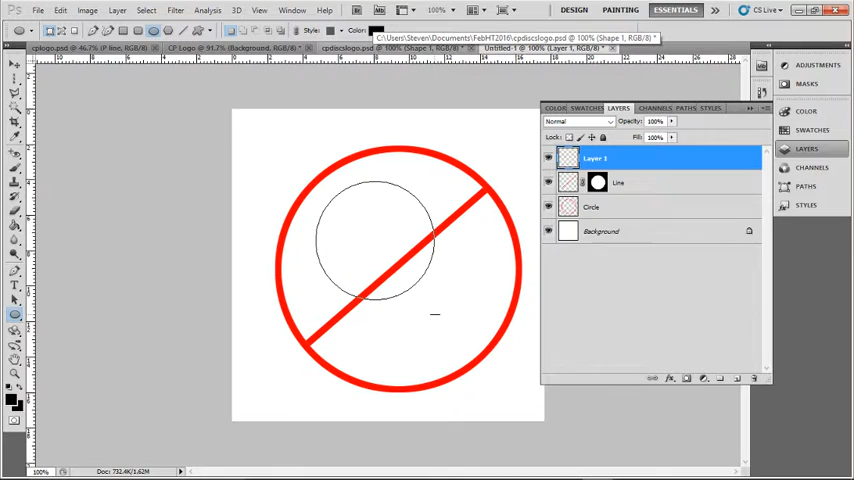 Ps File Edit Image Layer Select Filter Analysis 3D View Window Help Br Mb 100% DESIGN PAINTING ESSENTIALS CS Live
Style: Color:
C:\Users\Steven\Documents\FebHT2016\cpdiscslogo.psd @ 100% (Shape 1, RGB/8) *
cplogo.psd @ 46.7% (P line, RGB/8) CP Logo @ 91.7% (Background, RGB/8) * cpdiscslogo.psd @ 100% (Shape 1, RGB/8) * Untitled-1 @ 100% (Layer 1, RGB/8) *
COLOR SWATCHES LAYERS CHANNELS PATHS STYLES
Normal Opacity: 100%
Lock: Fill: 100%
Layer 1
Line
Circle
Background
ADJUSTMENTS
MASKS
COLOR
SWATCHES
LAYERS
CHANNELS
PATHS
STYLES
100% Doc: 732.4K/1.62M